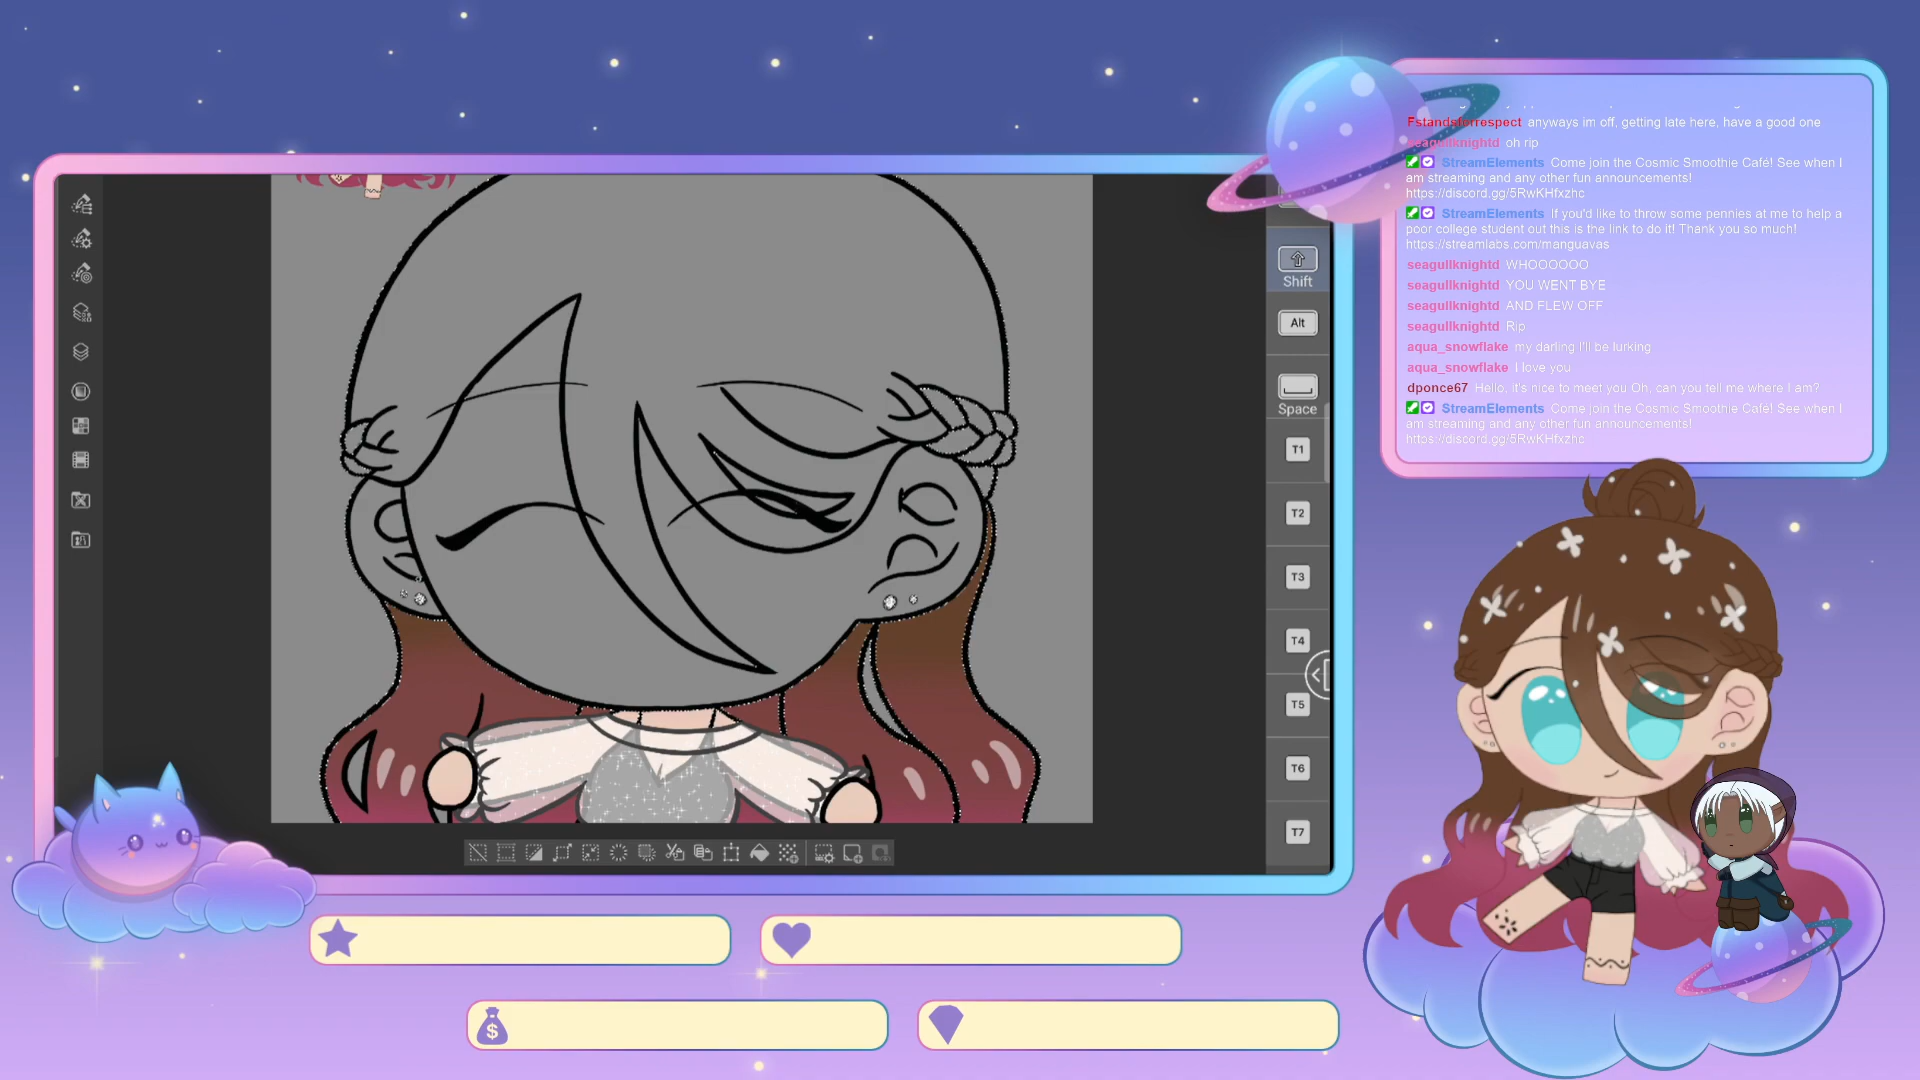 Fstandsforrespect anyways im off, getting late here, have a good one
seagullknightd oh rip
StreamElements Come join the Cosmic Smoothie Café! See when I
am streaming and any other fun announcements!
https://discord.gg/5RwKHfxzhc
StreamElements If you'd like to throw some pennies at me to help a
poor college student out this is the link to do it! Thank you so much!
https://streamlabs.com/manguavas
seagullknightd WHOOOOOO
seagullknightd YOU WENT BYE
seagullknightd AND FLEW OFF
seagullknightd Rip
aqua_snowflake my darling I'll be lurking
aqua_snowflake I love you
dponce67 Hello, it's nice to meet you Oh, can you tell me where I am?
StreamElements Come join the Cosmic Smoothie Café! See when I
am streaming and any other fun announcements!
https://discord.gg/5RwKHfxzhc
Shift
Alt
Space
T1
T2
T3
T4
T5
T6
T7
$